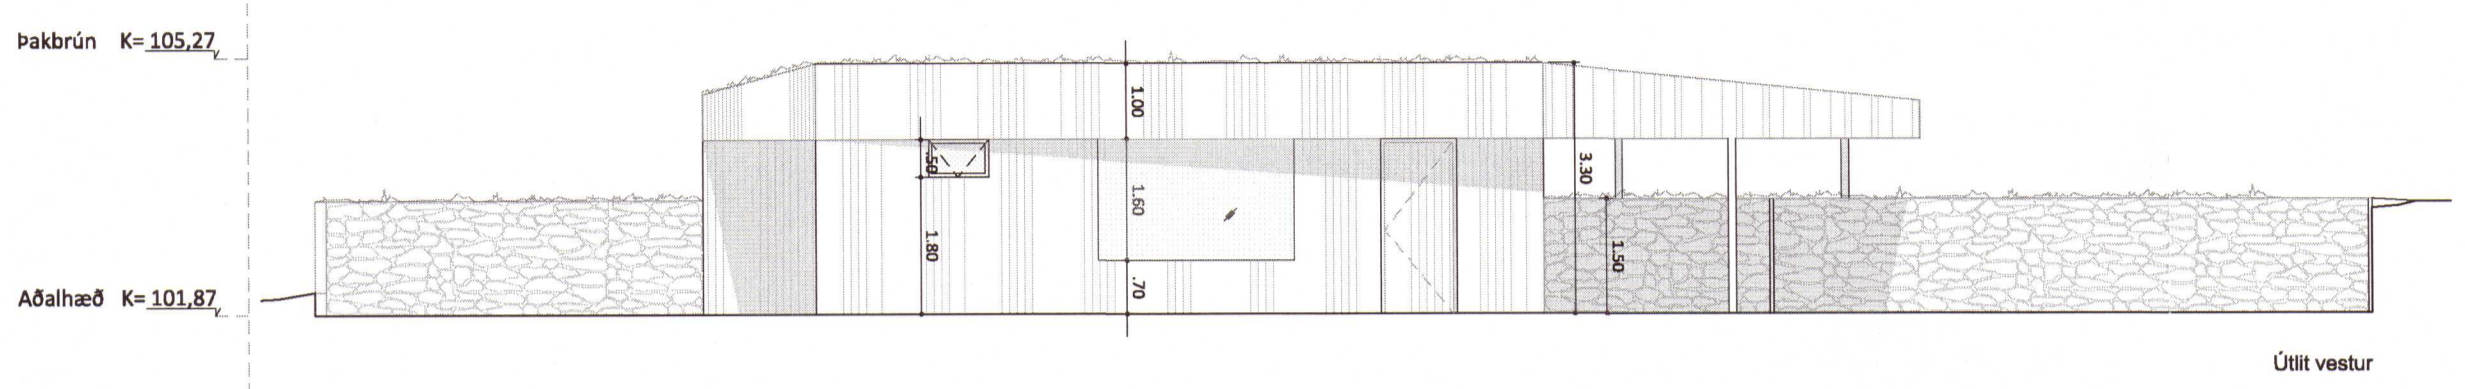 Þakbrún K= 105,27
1.00
.50
3.30
1.60
1.80
1.50
.70
Aðalhæð K= 101,87
Útlit vestur